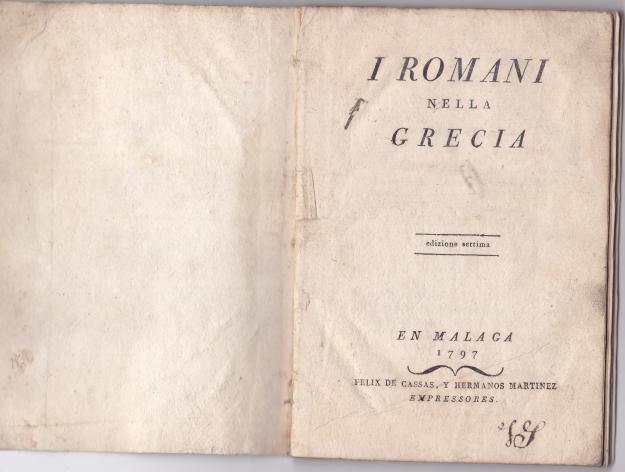 I ROMANI
NELLA
GRECIA
edizione settima
EN MALAGA
1797
FELIX DE CASSAS, Y HERMANOS MARTINEZ
EMPRESSORES.